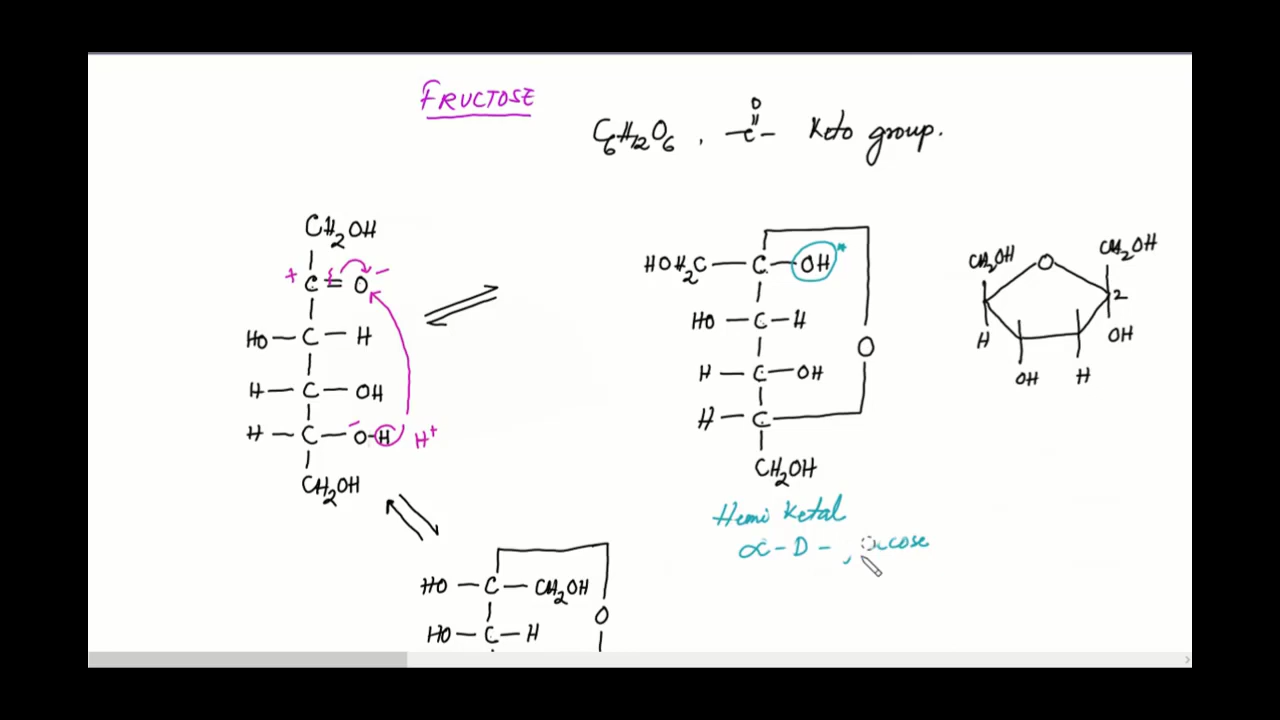 FRUCTOSE
C6H12O6 , -C- Keto group.
O
CH2OH
+ C = O −
HO — C — H
H — C — OH
H — C — O-H H+
CH2OH
HOH2C — C — OH *
HO — C — H
H — C — OH
O
H — C
CH2OH
Hemi Ketal
∝ - D -
CH2OH O CH2OH
2
H OH
OH H
HO — C — CH2OH
O
HO — C — H